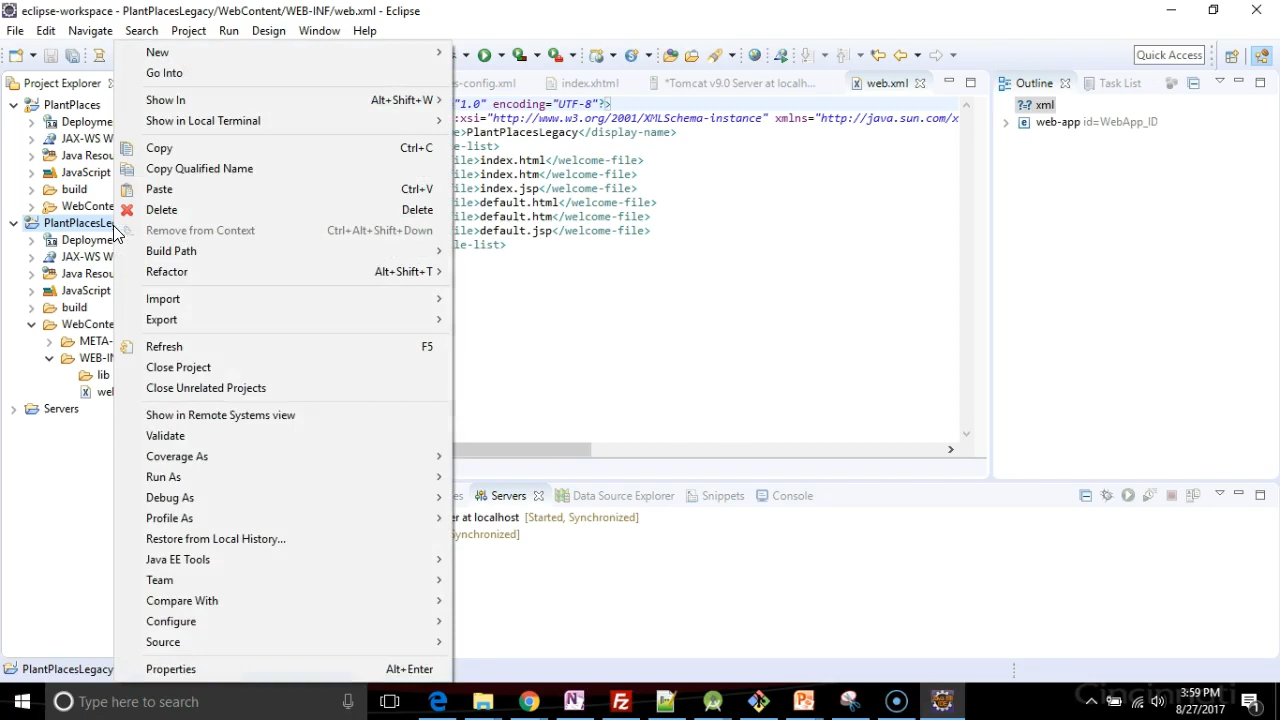 eclipse-workspace - PlantPlacesLegacy/WebContent/WEB-INF/web.xml - Eclipse
File Edit Navigate Search Project Run Design Window Help
Quick Access
Project Explorer
s-config.xml
index.xhtml
*Tomcat v9.0 Server at localh...
web.xml
Outline
Task List
PlantPlaces
Deployme
JAX-WS W
Java Resou
JavaScript
build
WebConte
PlantPlacesLeg
Deployme
JAX-WS W
Java Resou
JavaScript
build
WebConte
META-
WEB-IN
lib
wel
Servers
New
Go Into
Show In Alt+Shift+W
Show in Local Terminal
Copy Ctrl+C
Copy Qualified Name
Paste Ctrl+V
Delete Delete
Remove from Context Ctrl+Alt+Shift+Down
Build Path
Refactor Alt+Shift+T
Import
Export
Refresh F5
Close Project
Close Unrelated Projects
Show in Remote Systems view
Validate
Coverage As
Run As
Debug As
Profile As
Restore from Local History...
Java EE Tools
Team
Compare With
Configure
Source
Properties Alt+Enter
"1.0" encoding="UTF-8"?>
:xsi="http://www.w3.org/2001/XMLSchema-instance" xmlns="http://java.sun.com/x
>PlantPlacesLegacy</display-name>
e-list>
file>index.html</welcome-file>
file>index.htm</welcome-file>
file>index.jsp</welcome-file>
file>default.html</welcome-file>
file>default.htm</welcome-file>
file>default.jsp</welcome-file>
le-list>
xml
web-app id=WebApp_ID
es
Servers
Data Source Explorer
Snippets
Console
er at localhost [Started, Synchronized]
ynchronized]
PlantPlacesLegacy
Type here to search
Cincinnati
3:59 PM
8/27/2017